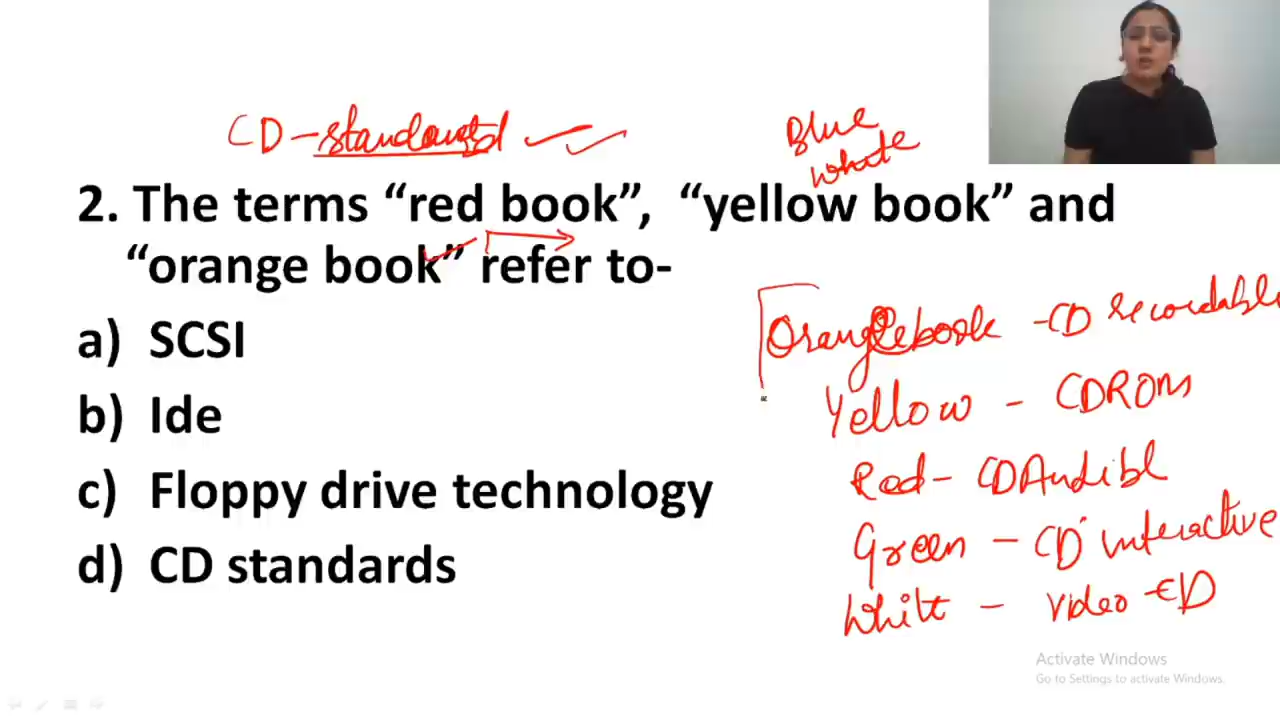 CD-standard
Blue
White
2. The terms “red book”, “yellow book” and
“orange book” refer to-
a) SCSI
b) Ide
c) Floppy drive technology
d) CD standards
Orange book - CD recordable
Yellow - CDROM
Red - CD Audibl
Green - CD interactive
White - Video CD
Activate Windows
Go to Settings to activate Windows.